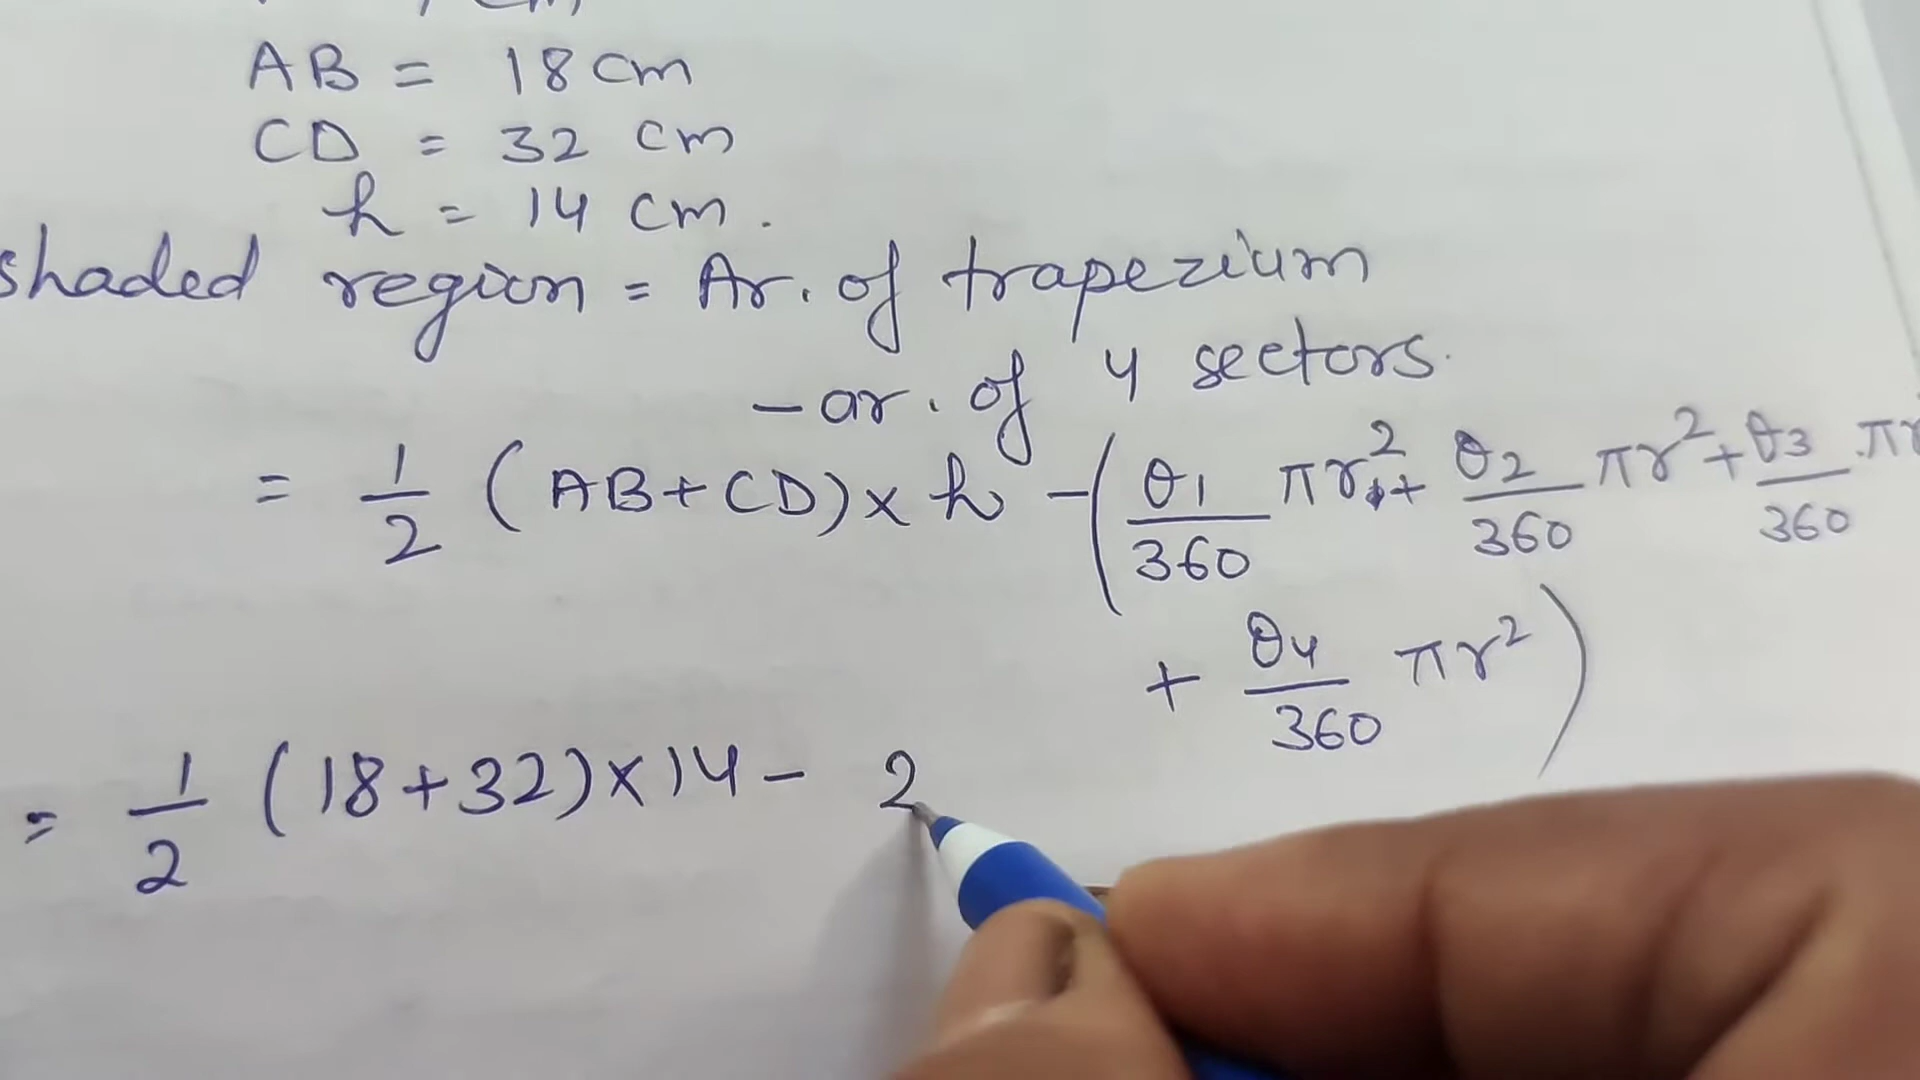 cm
AB = 18 cm
CD = 32 cm
h = 14 cm.
shaded region = Ar. of trapezium
- ar. of 4 sectors.
= 1/2 (AB+CD) × h - (θ1/360 πr² + θ2/360 πr² + θ3/360 .πr
+ θ4/360 πr²)
= 1/2 (18+32) × 14 - 2